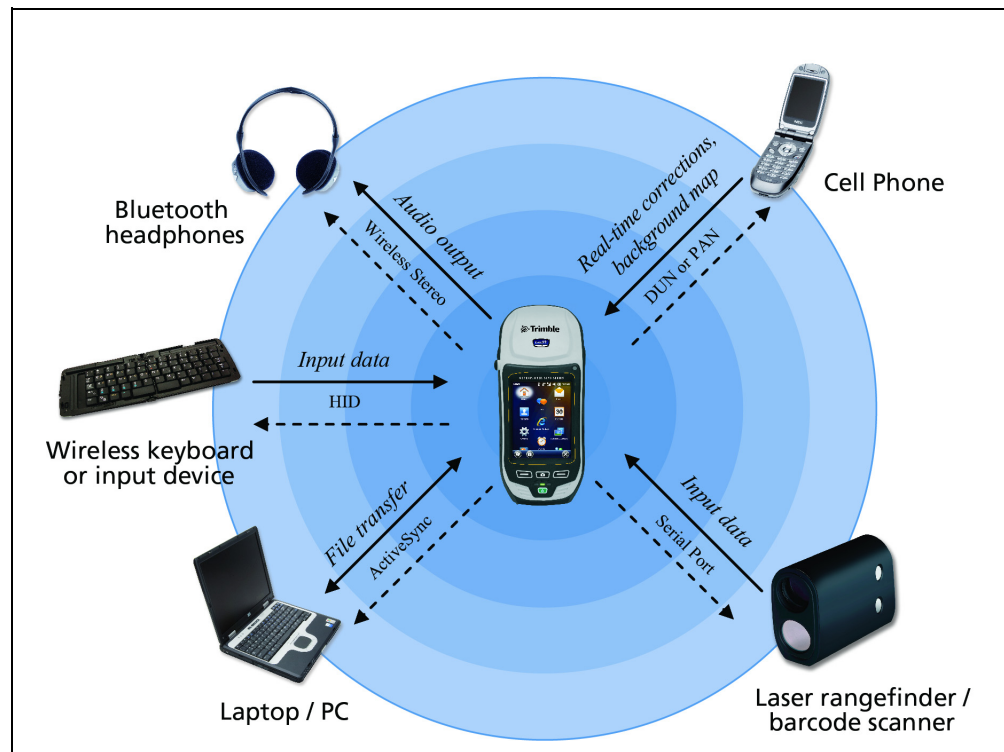 Bluetooth
headphones
Audio output
Wireless Stereo
Real-time corrections,
background map
DUN or PAN
Cell Phone
Trimble
Input data
HID
Wireless keyboard
or input device
File transfer
ActiveSync
Laptop / PC
Input data
Serial Port
Laser rangefinder /
barcode scanner